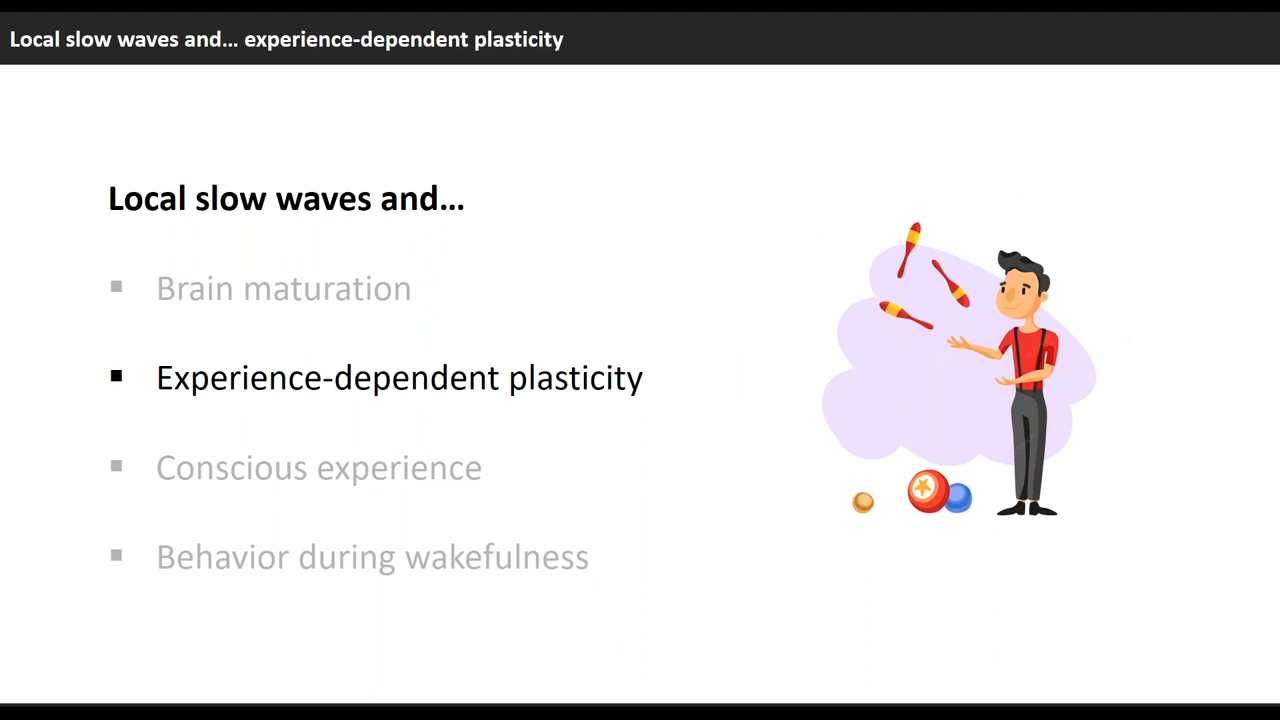 Local slow waves and... experience-dependent plasticity
Local slow waves and...
▪ Brain maturation
▪ Experience-dependent plasticity
▪ Conscious experience
▪ Behavior during wakefulness